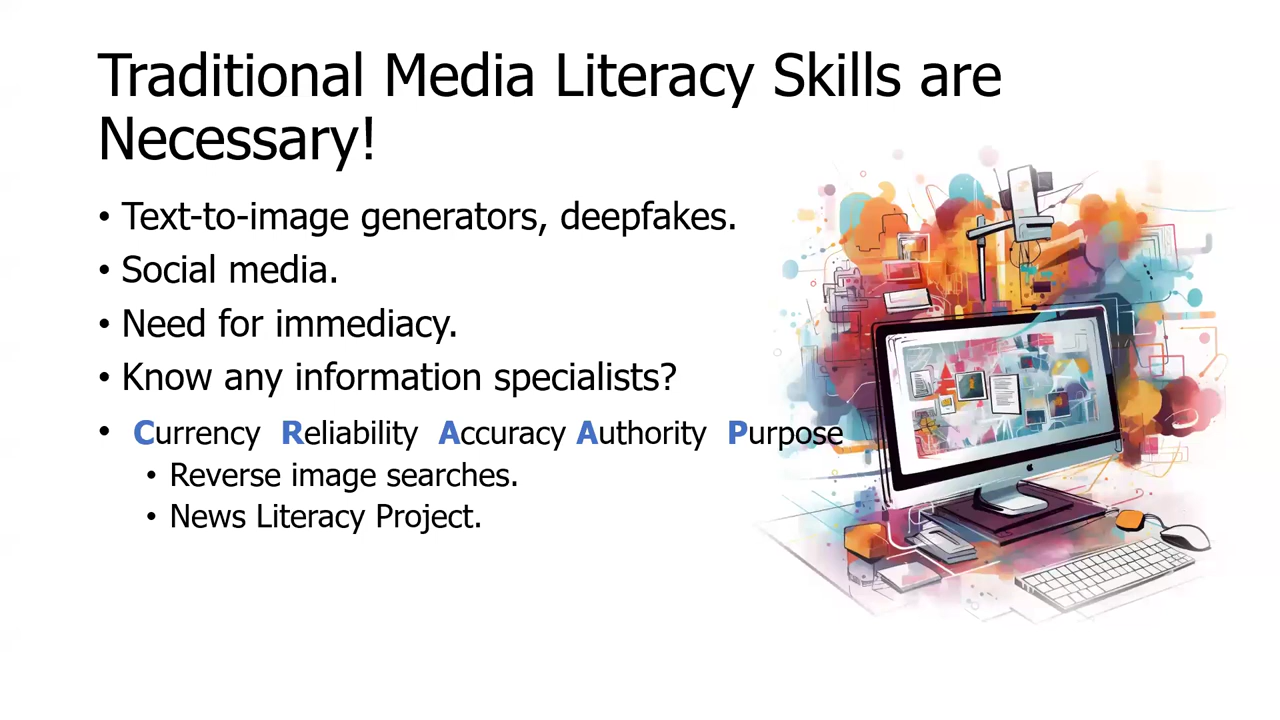 Traditional Media Literacy Skills are
Necessary!
• Text-to-image generators, deepfakes.
• Social media.
• Need for immediacy.
• Know any information specialists?
• Currency Reliability Accuracy Authority Purpose
• Reverse image searches.
• News Literacy Project.